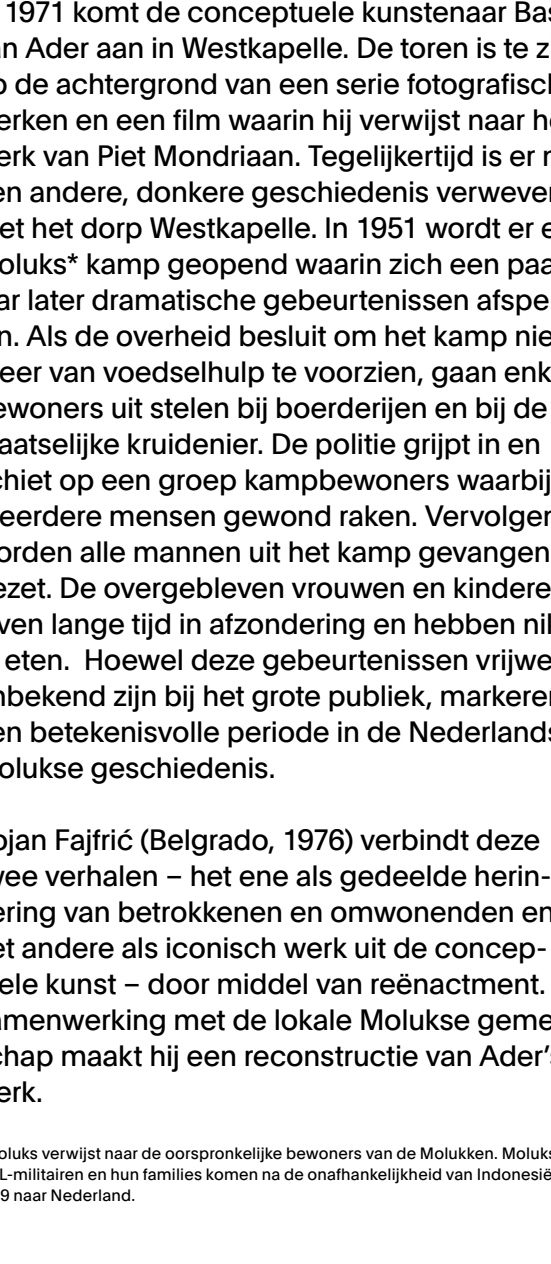 1971 komt de conceptuele kunstenaar Bas
n Ader aan in Westkapelle. De toren is te z
de achtergrond van een serie fotografisch
erken en een film waarin hij verwijst naar h
erk van Piet Mondriaan. Tegelijkertijd is er
en andere, donkere geschiedenis verweven
et het dorp Westkapelle. In 1951 wordt er e
oluks* kamp geopend waarin zich een paa
ar later dramatische gebeurtenissen afspe
n. Als de overheid besluit om het kamp nie
eer van voedselhulp te voorzien, gaan enk
ewoners uit stelen bij boerderijen en bij de
aatselijke kruidenier. De politie grijpt in en
chiet op een groep kampbewoners waarbij
eerdere mensen gewond raken. Vervolgen
orden alle mannen uit het kamp gevangen
ezet. De overgebleven vrouwen en kindere
ven lange tijd in afzondering en hebben ni
eten.  Hoewel deze gebeurtenissen vrijwe
nbekend zijn bij het grote publiek, markeren
en betekenisvolle periode in de Nederlands
olukse geschiedenis.
ojan Fajfrić (Belgrado, 1976) verbindt deze
wee verhalen – het ene als gedeelde herin-
ering van betrokkenen en omwonenden en
et andere als iconisch werk uit de concep-
ele kunst – door middel van reënactment.
amenwerking met de lokale Molukse geme
chap maakt hij een reconstructie van Ader's
erk.
oluks verwijst naar de oorspronkelijke bewoners van de Molukken. Moluks
L-militairen en hun families komen na de onafhankelijkheid van Indonesië
9 naar Nederland.